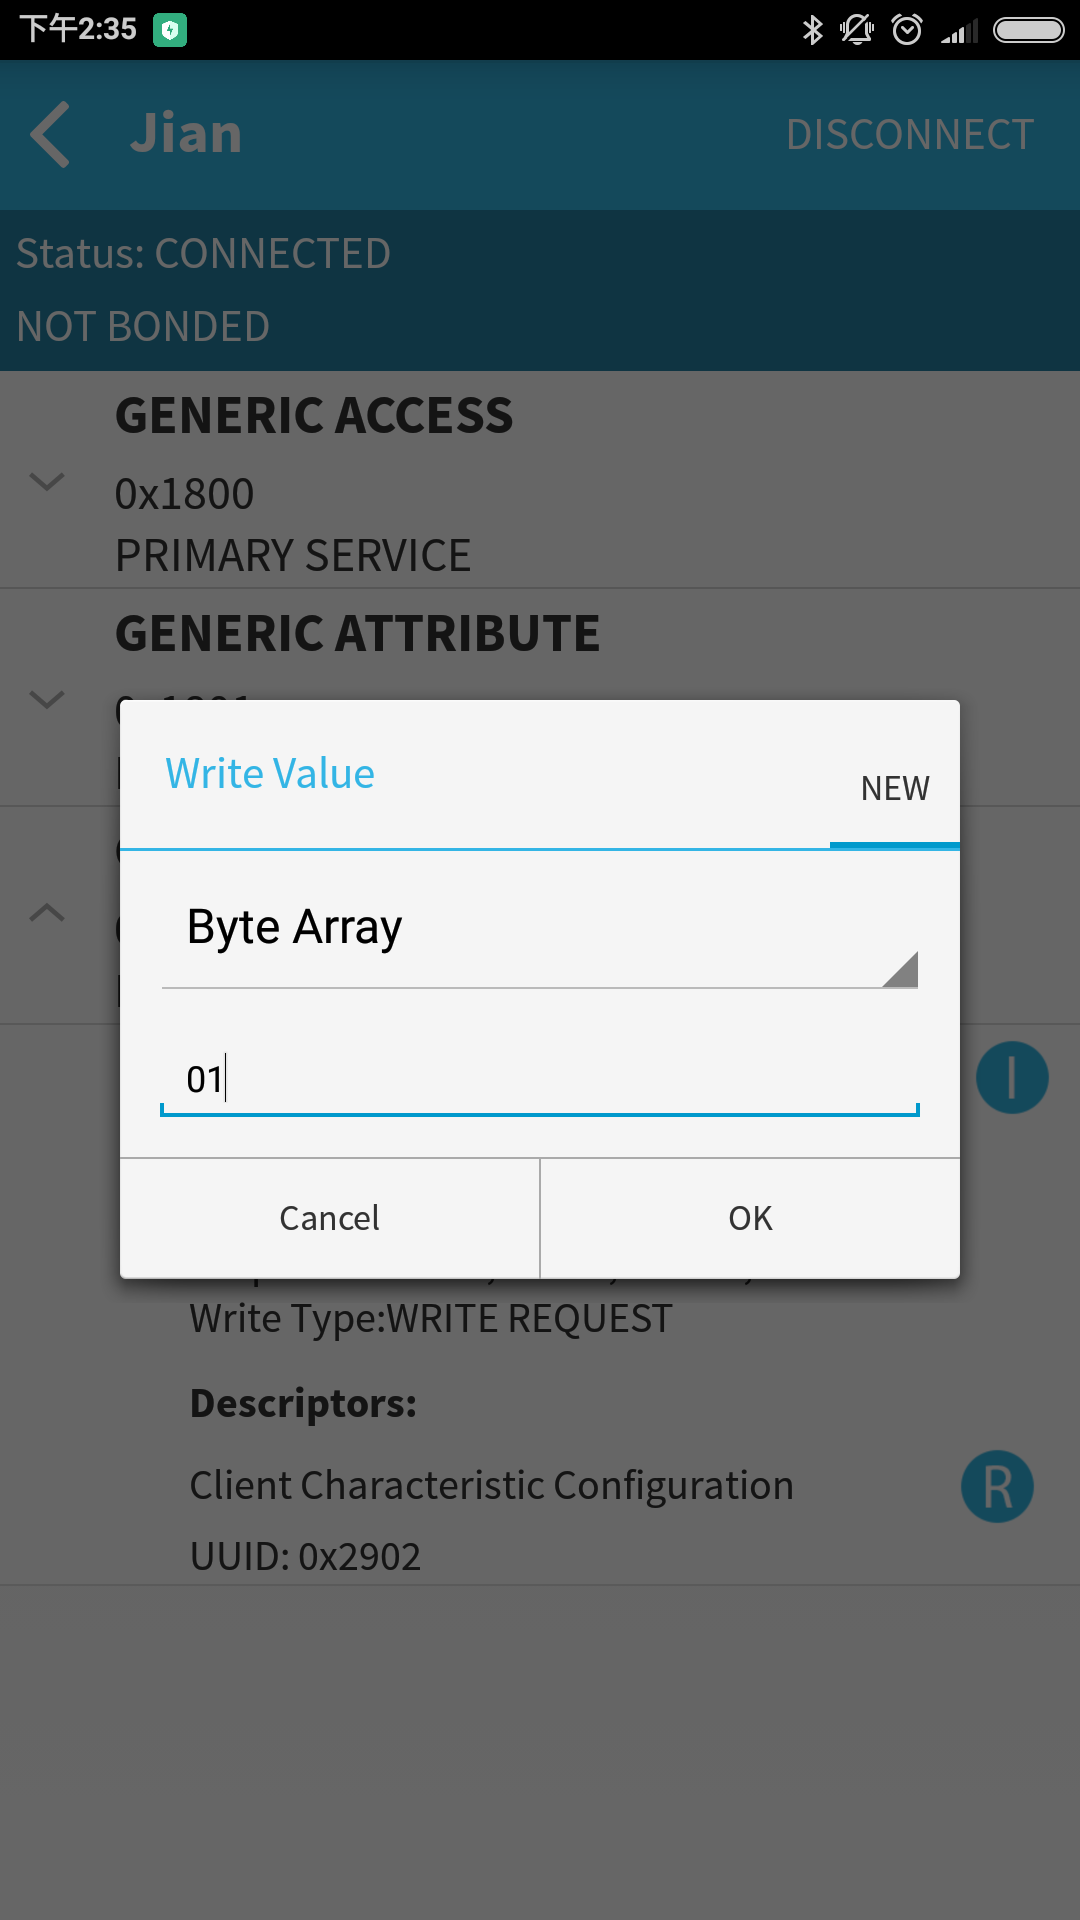 下午2:35
Jian
DISCONNECT
Status: CONNECTED
NOT BONDED
GENERIC ACCESS
0x1800
PRIMARY SERVICE
GENERIC ATTRIBUTE
Write Value
NEW
Byte Array
01
Cancel
OK
I
Write Type:WRITE REQUEST
Descriptors:
Client Characteristic Configuration
R
UUID: 0x2902